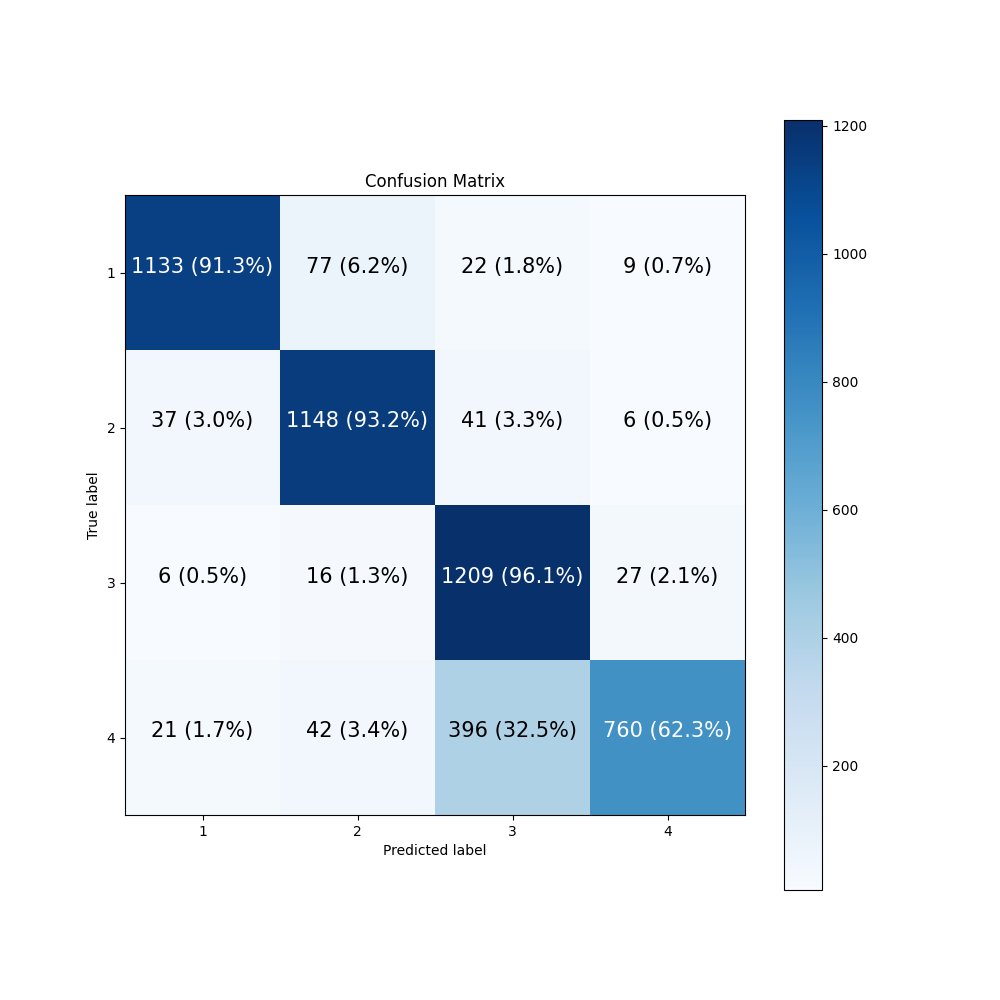 Confusion Matrix
1 1133 (91.3%) 77 (6.2%) 22 (1.8%) 9 (0.7%)
2 37 (3.0%) 1148 (93.2%) 41 (3.3%) 6 (0.5%)
3 6 (0.5%) 16 (1.3%) 1209 (96.1%) 27 (2.1%)
4 21 (1.7%) 42 (3.4%) 396 (32.5%) 760 (62.3%)
1 2 3 4
Predicted label
True label
1200
1000
800
600
400
200